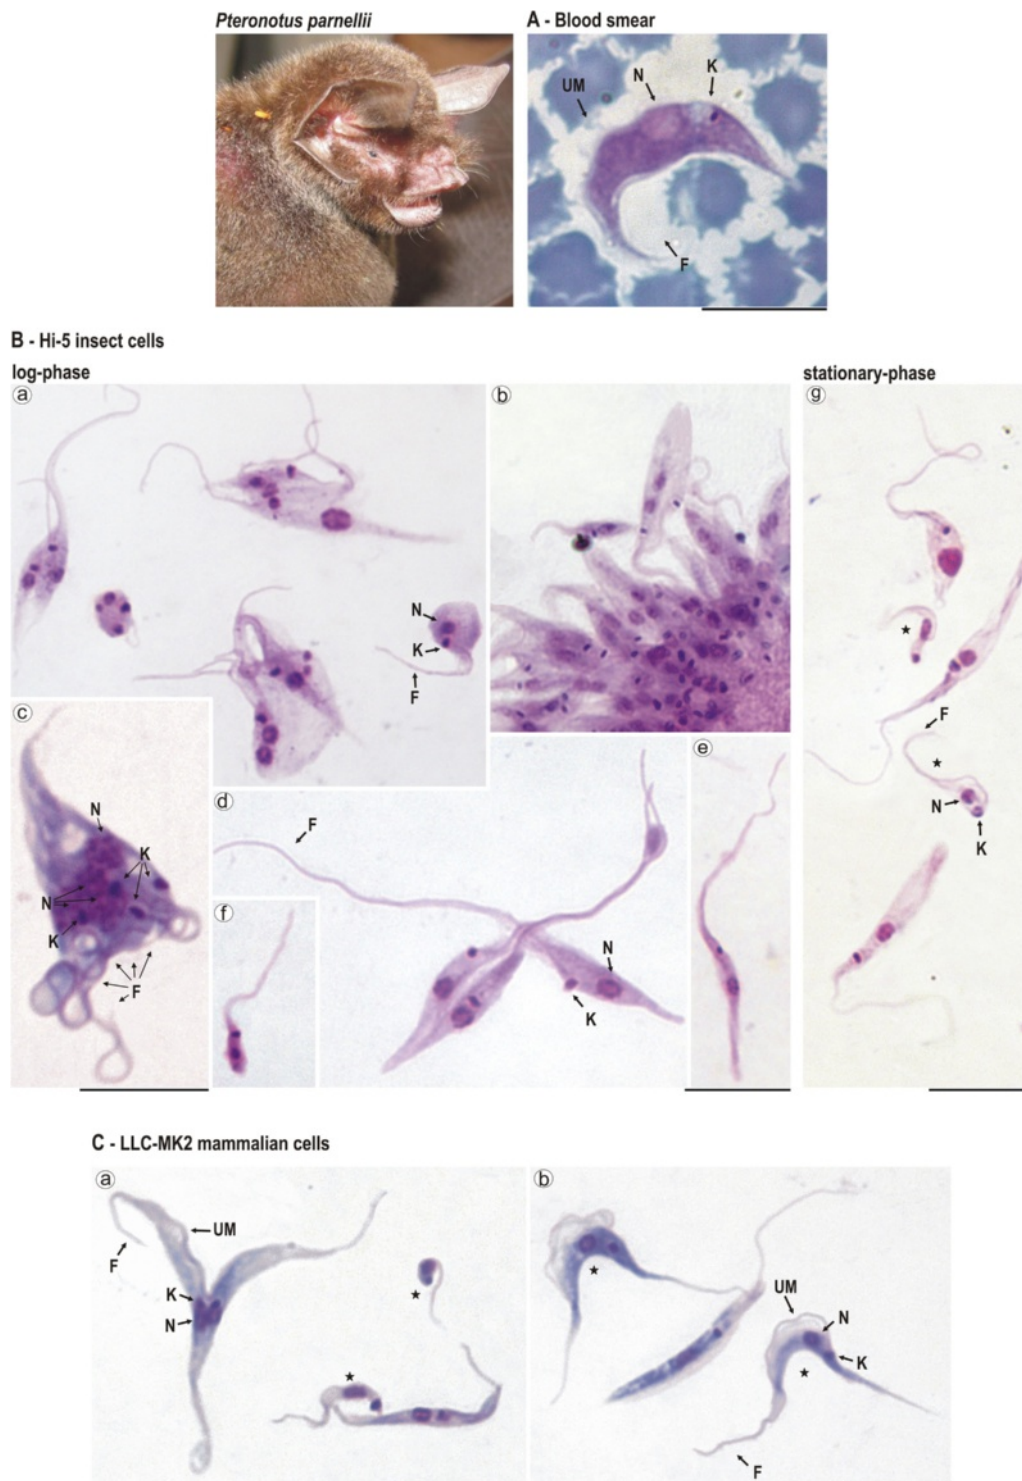 Pteronotus parnellii
A - Blood smear
UM
N
K
F
B - Hi-5 insect cells
log-phase
stationary-phase
a
b
g
N
K
F
c
N
K
N
K
F
d
F
N
K
e
f
F
★
★
★
N
K
C - LLC-MK2 mammalian cells
a
UM
F
K
N
★
★
b
★
UM
N
K
★
F